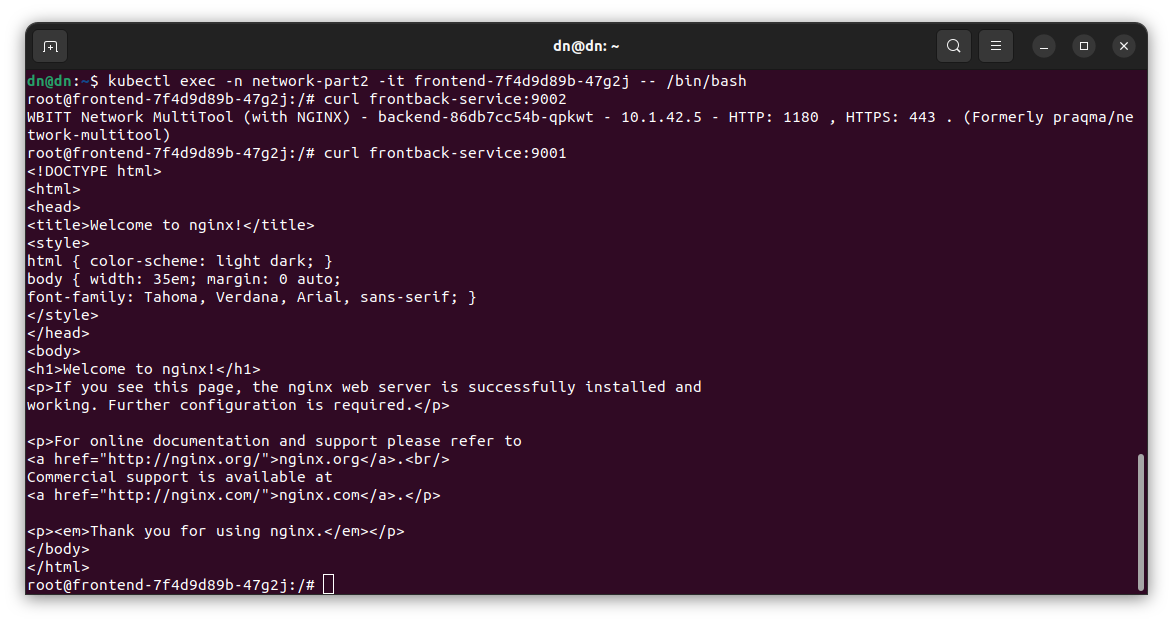 dn@dn: ~
dn@dn:~$ kubectl exec -n network-part2 -it frontend-7f4d9d89b-47g2j -- /bin/bash
root@frontend-7f4d9d89b-47g2j:/# curl frontback-service:9002
WBITT Network MultiTool (with NGINX) - backend-86db7cc54b-qpkwt - 10.1.42.5 - HTTP: 1180 , HTTPS: 443 . (Formerly praqma/ne
twork-multitool)
root@frontend-7f4d9d89b-47g2j:/# curl frontback-service:9001
<!DOCTYPE html>
<html>
<head>
<title>Welcome to nginx!</title>
<style>
html { color-scheme: light dark; }
body { width: 35em; margin: 0 auto;
font-family: Tahoma, Verdana, Arial, sans-serif; }
</style>
</head>
<body>
<h1>Welcome to nginx!</h1>
<p>If you see this page, the nginx web server is successfully installed and
working. Further configuration is required.</p>

<p>For online documentation and support please refer to
<a href="http://nginx.org/">nginx.org</a>.<br/>
Commercial support is available at
<a href="http://nginx.com/">nginx.com</a>.</p>

<p><em>Thank you for using nginx.</em></p>
</body>
</html>
root@frontend-7f4d9d89b-47g2j:/#